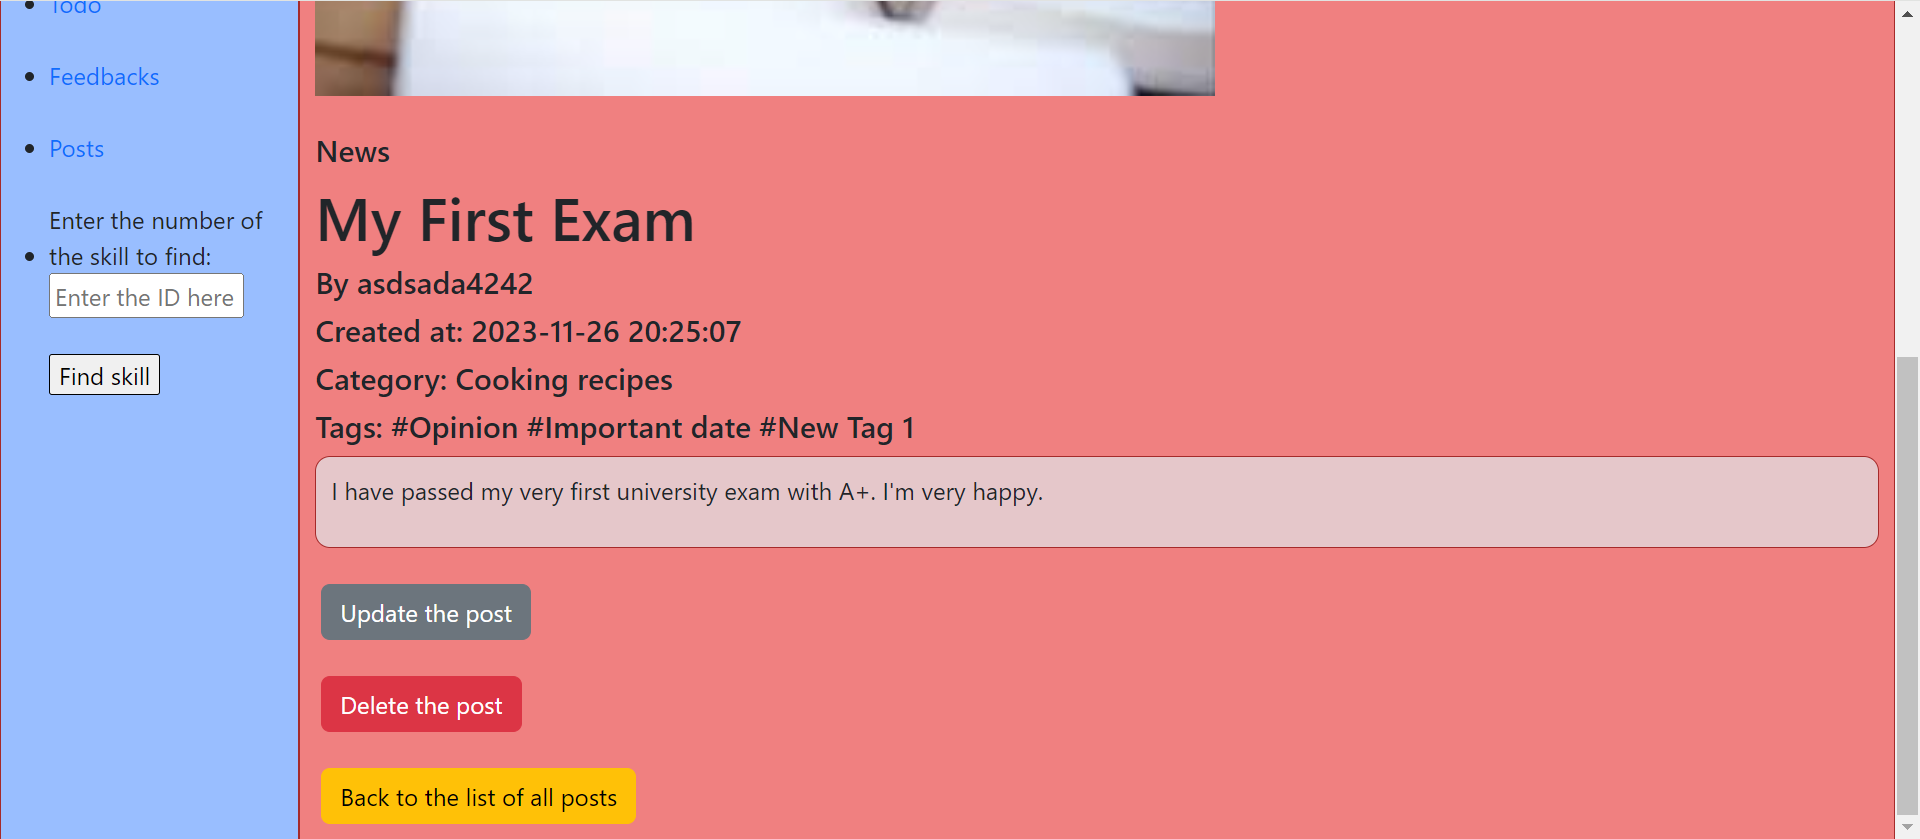 Todo
Feedbacks
Posts
Enter the number of
the skill to find:
Enter the ID here
Find skill
News
My First Exam
By asdsada4242
Created at: 2023-11-26 20:25:07
Category: Cooking recipes
Tags: #Opinion #Important date #New Tag 1
I have passed my very first university exam with A+. I'm very happy.
Update the post
Delete the post
Back to the list of all posts